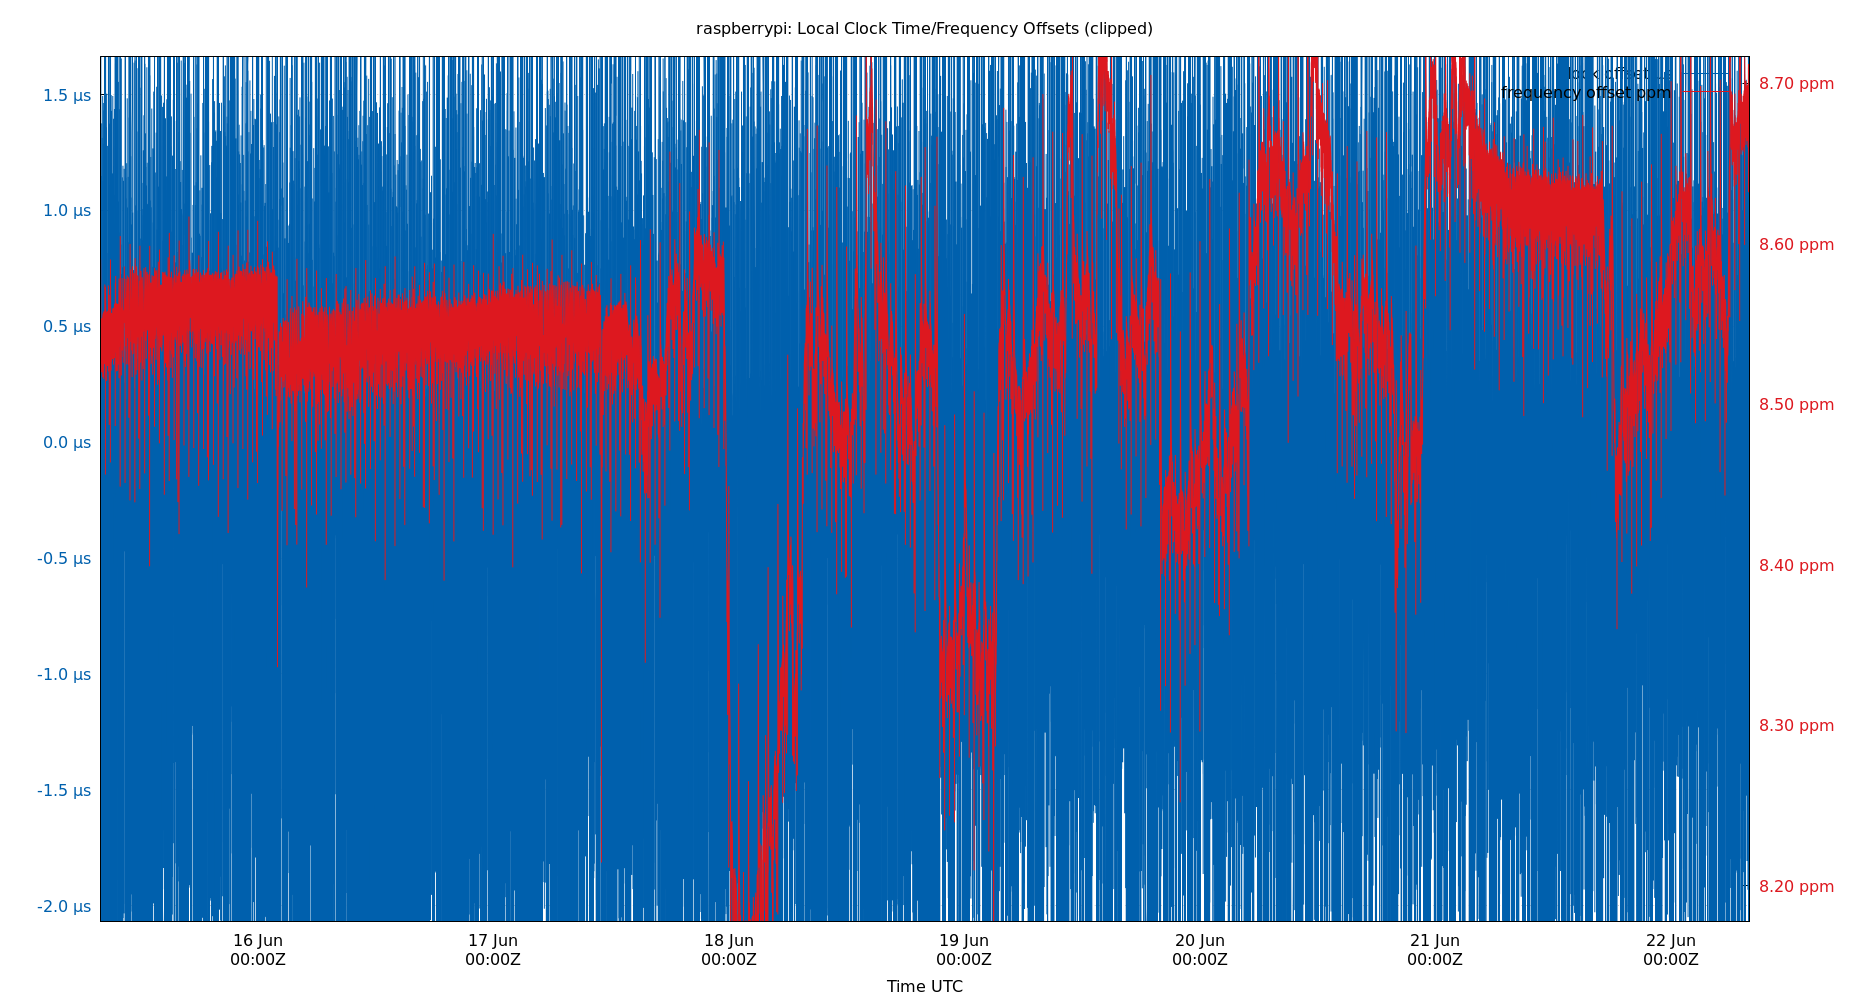 raspberrypi: Local Clock Time/Frequency Offsets (clipped)
1.5 µs
1.0 µs
0.5 µs
0.0 µs
-0.5 µs
-1.0 µs
-1.5 µs
-2.0 µs
offset
frequency offset ppm
8.70 ppm
8.60 ppm
8.50 ppm
8.40 ppm
8.30 ppm
8.20 ppm
16 Jun 17 Jun 18 Jun 19 Jun 20 Jun 21 Jun 22 Jun
00:00Z 00:00Z 00:00Z 00:00Z 00:00Z 00:00Z 00:00Z
Time UTC